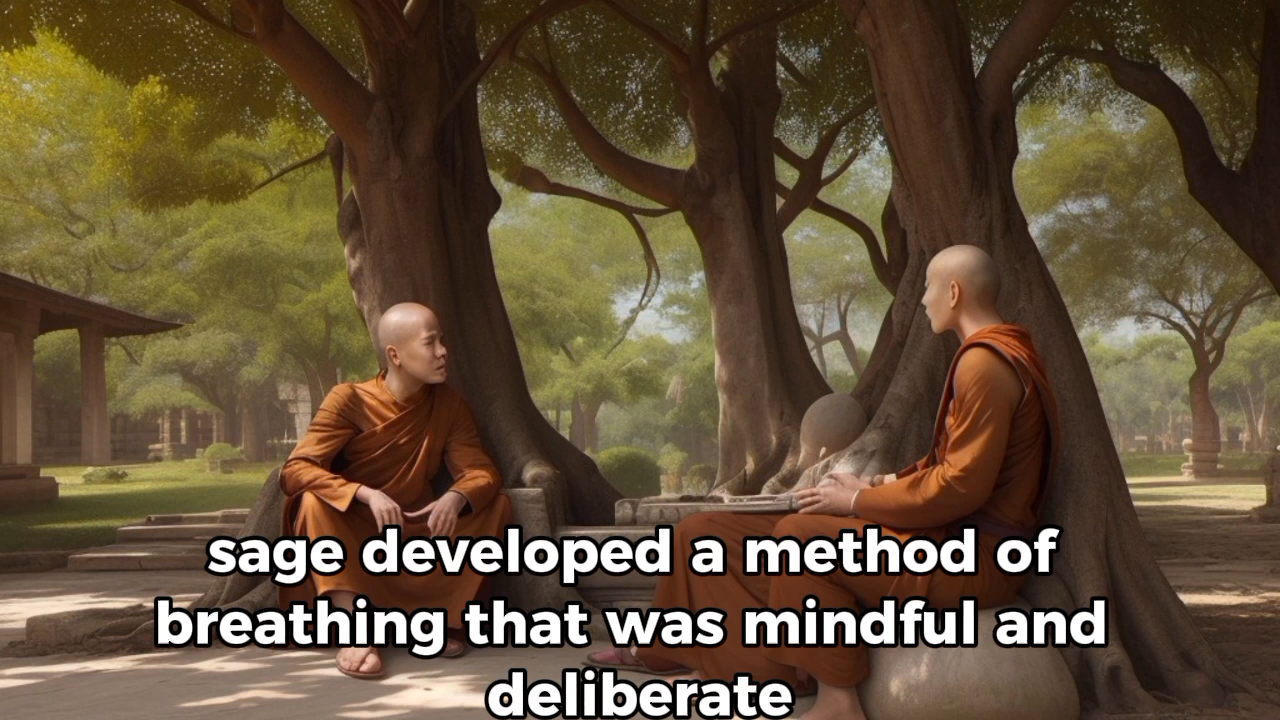 sage developed a method of
breathing that was mindful and
deliberate